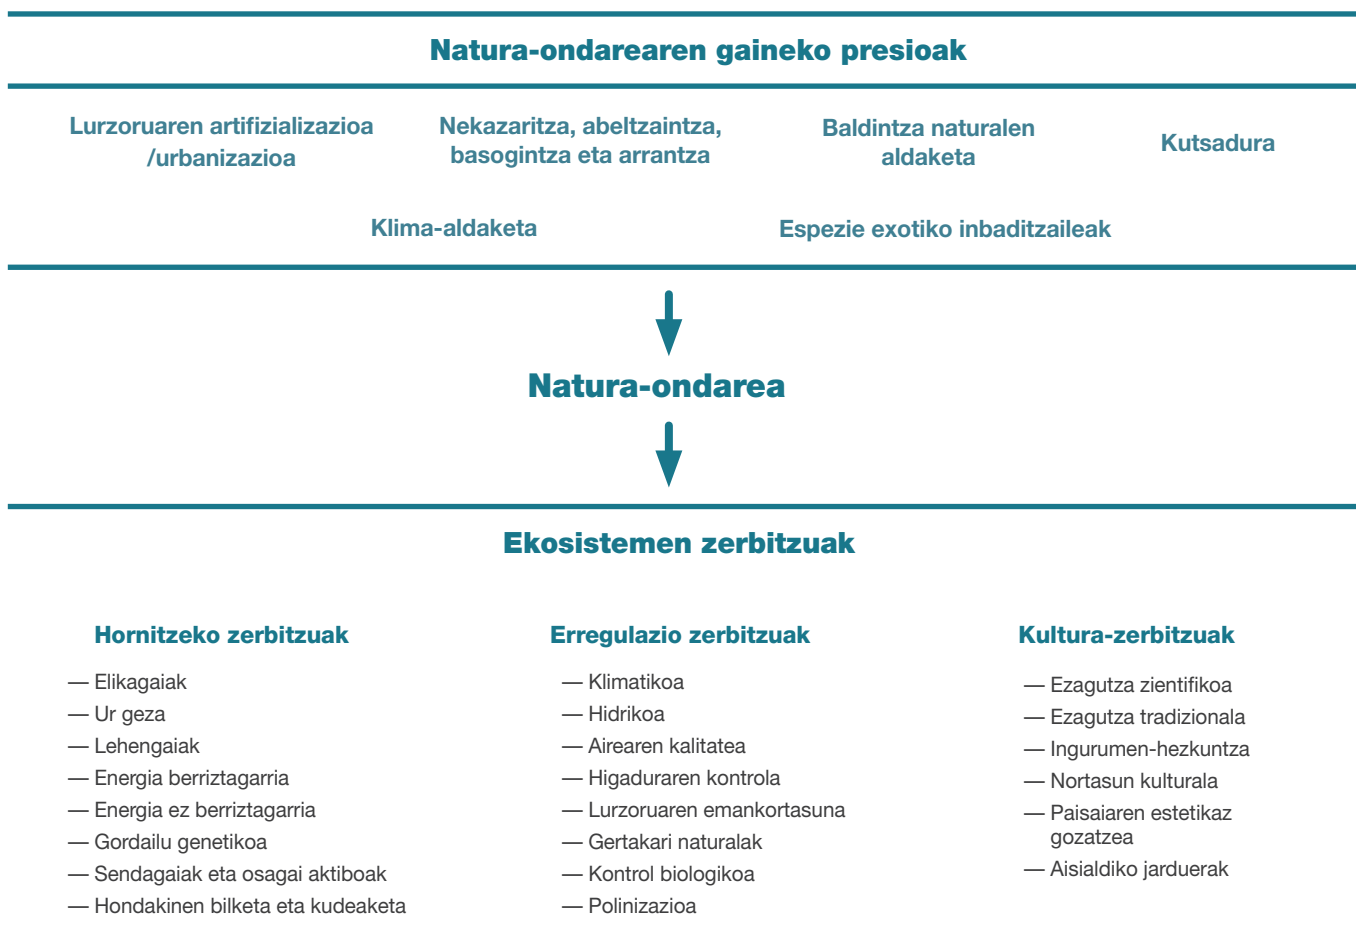 Natura-ondarearen gaineko presioak
Lurzoruaren artifizializazioa
/urbanizazioa
Nekazaritza, abeltzaintza,
basogintza eta arrantza
Baldintza naturalen
aldaketa
Kutsadura
Klima-aldaketa
Espezie exotiko inbaditzaileak
Natura-ondarea
Ekosistemen zerbitzuak
Hornitzeko zerbitzuak
— Elikagaiak
— Ur geza
— Lehengaiak
— Energia berriztagarria
— Energia ez berriztagarria
— Gordailu genetikoa
— Sendagaiak eta osagai aktiboak
— Hondakinen bilketa eta kudeaketa
Erregulazio zerbitzuak
— Klimatikoa
— Hidrikoa
— Airearen kalitatea
— Higaduraren kontrola
— Lurzoruaren emankortasuna
— Gertakari naturalak
— Kontrol biologikoa
— Polinizazioa
Kultura-zerbitzuak
— Ezagutza zientifikoa
— Ezagutza tradizionala
— Ingurumen-hezkuntza
— Nortasun kulturala
— Paisaiaren estetikaz
gozatzea
— Aisialdiko jarduerak